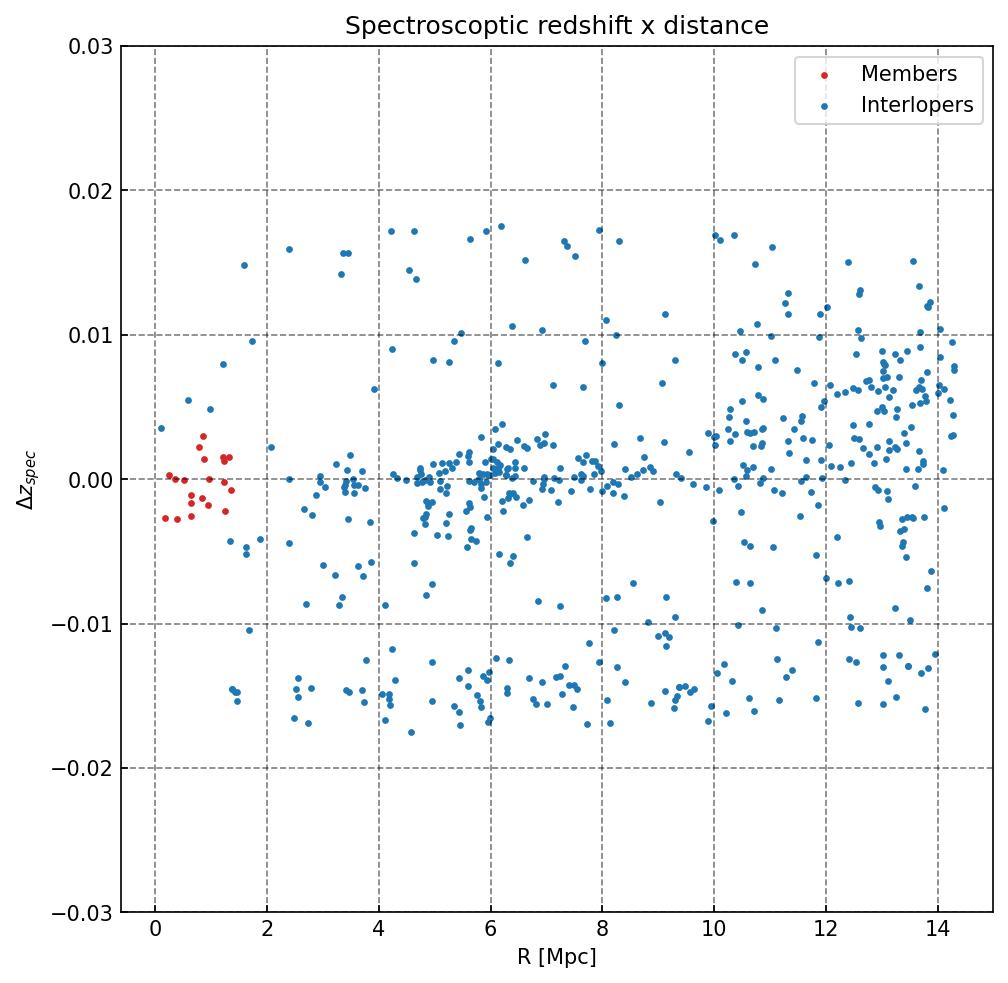 Spectroscoptic redshift x distance
Members
Interlopers
0.03
0.02
0.01
0.00
−0.01
−0.02
−0.03
Δz_spec
0 2 4 6 8 10 12 14
R [Mpc]